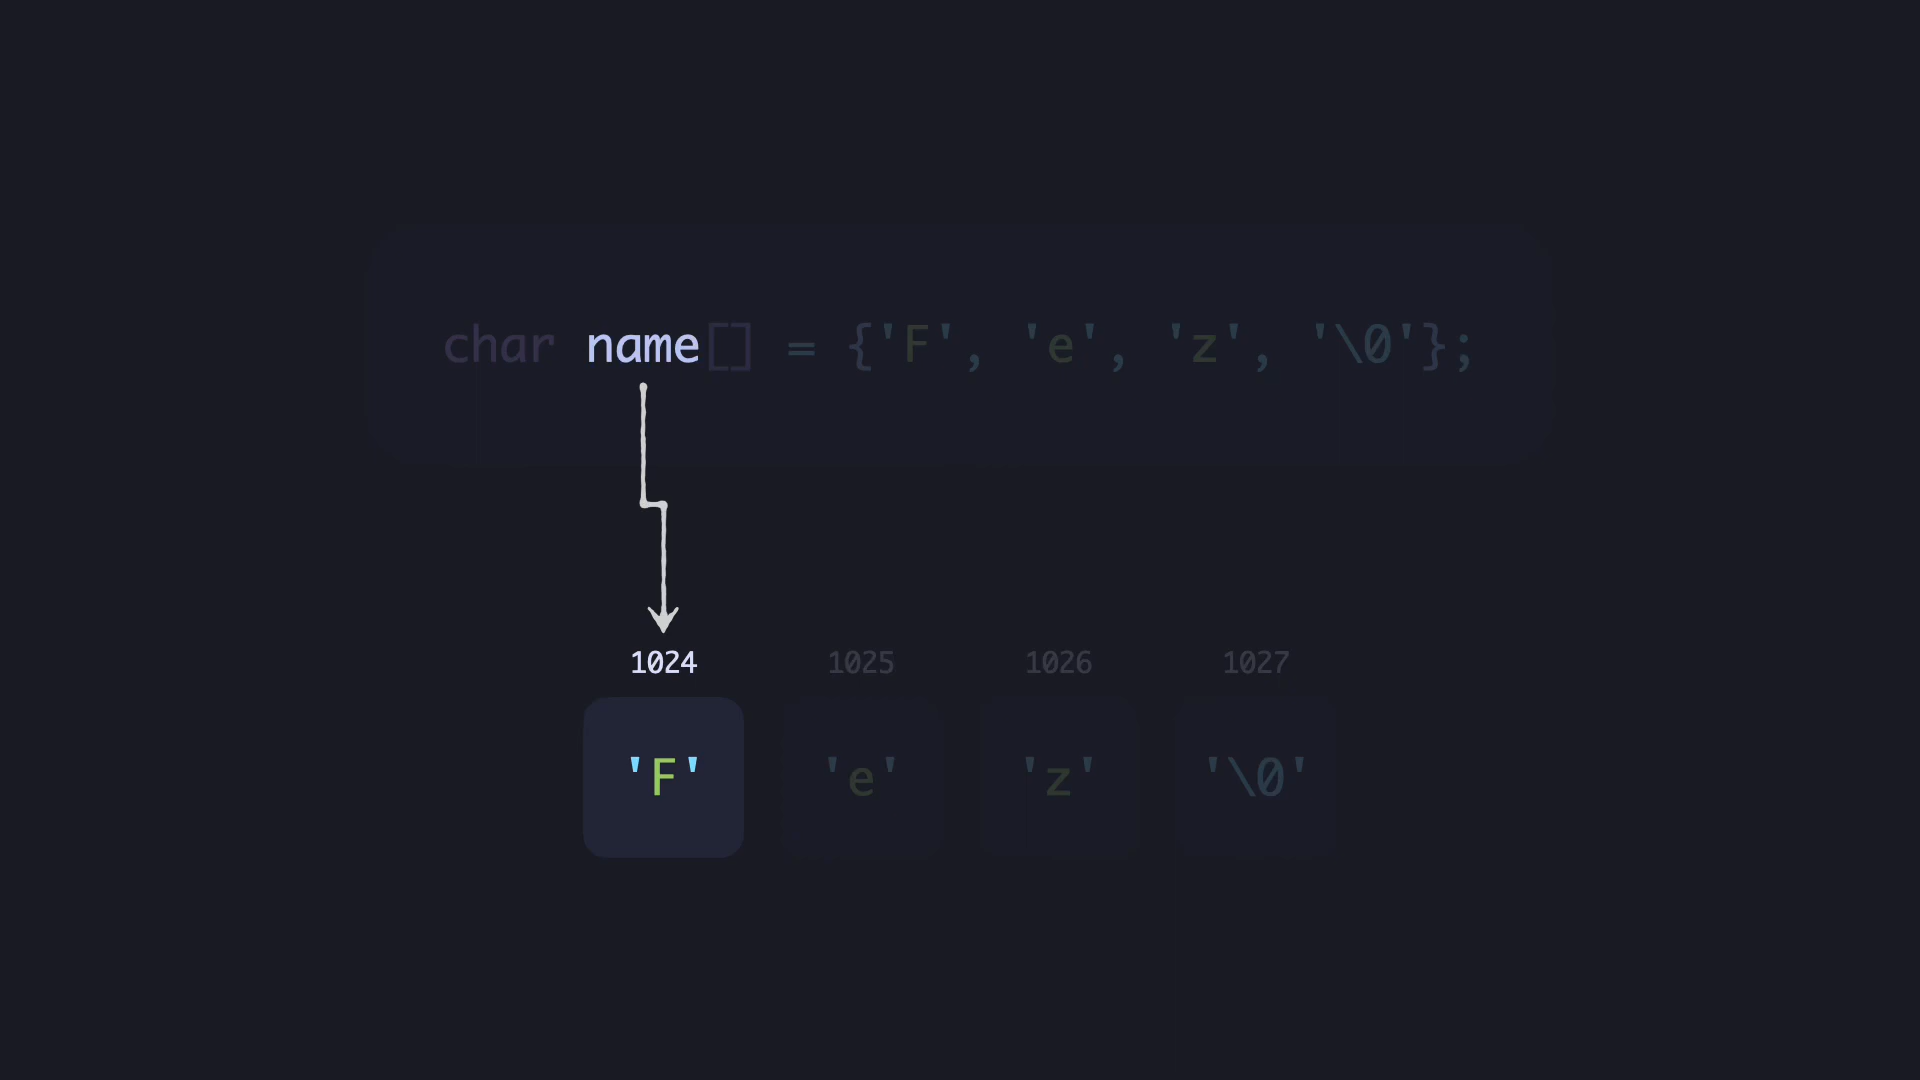 char name[] = {'F', 'e', 'z', '\0'};
1024 1025 1026 1027
'F' 'e' 'z' '\0'